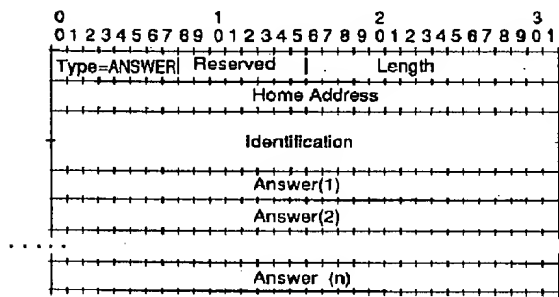 0 1 2 3
0 1 2 3 4 5 6 7 8 9 0 1 2 3 4 5 6 7 8 9 0 1 2 3 4 5 6 7 8 9 0 1
Type=ANSWER Reserved Length
Home Address
Identification
Answer(1)
Answer(2)
.....
Answer (n)